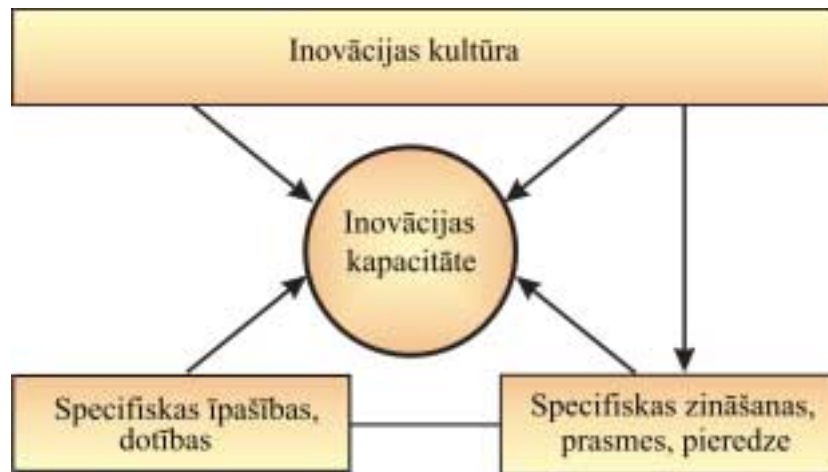 Inovācijas kultūra
Inovācijas
kapacitāte
Specifiskas īpašības,
dotības
Specifiskas zināšanas,
prasmes, pieredze